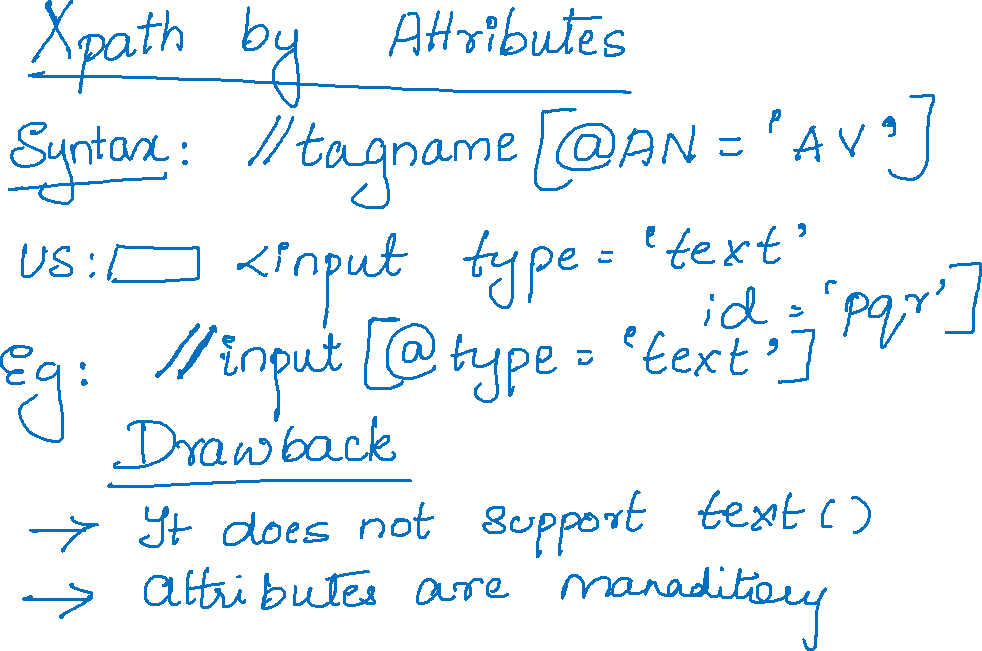 Xpath by Attributes
Syntax: //tagname[@AN = 'AV']
US: <input type = 'text'
id = 'pqr']
Eg: //input[@type = 'text']
Drawback
→ It does not support text()
→ attributes are manaditiory